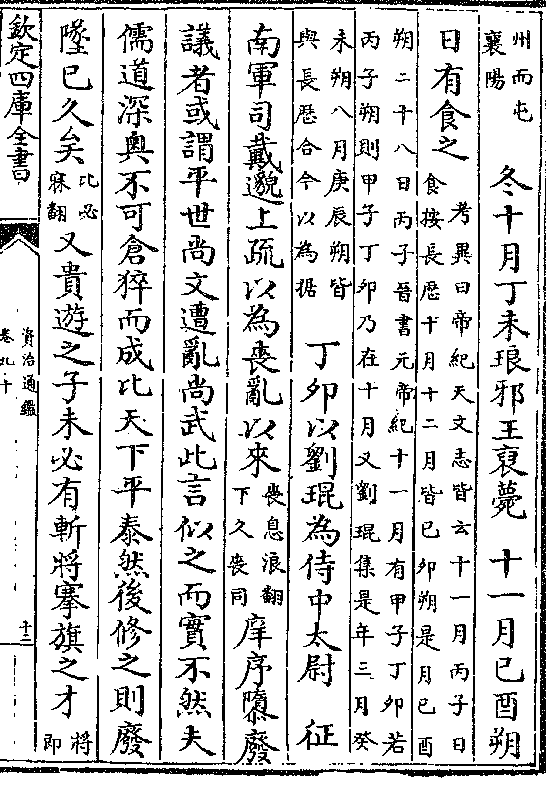 州而屯
襄陽
冬十月丁未琅邪王裒薨　十一月已酉朔
日有食之
考異曰帝紀天文志皆云十一月丙子日
食按長歴十月十二月皆已卯朔是月已酉
朔二十八日丙子晉書元帝紀十一月有甲子丁卯若
丙子朔則甲子丁卯乃在十月又劉琨集是年三月癸
未朔八月庚辰朔皆
與長歴合今以為据
丁卯以劉琨為侍中太尉　征
南軍司戴邈上疏以為喪亂以來
喪息浪翻
下久喪同
庠序隳廢
議者或謂平世尚文遭亂尚武此言似之而實不然夫
儒道深奥不可倉猝而成比天下平泰然後修之則廢
墜已久矣
比必
寐翻
又貴遊之子未必有斬將搴旗之才
將
即
欽定四庫全書
資治通鑑
卷九十
十三